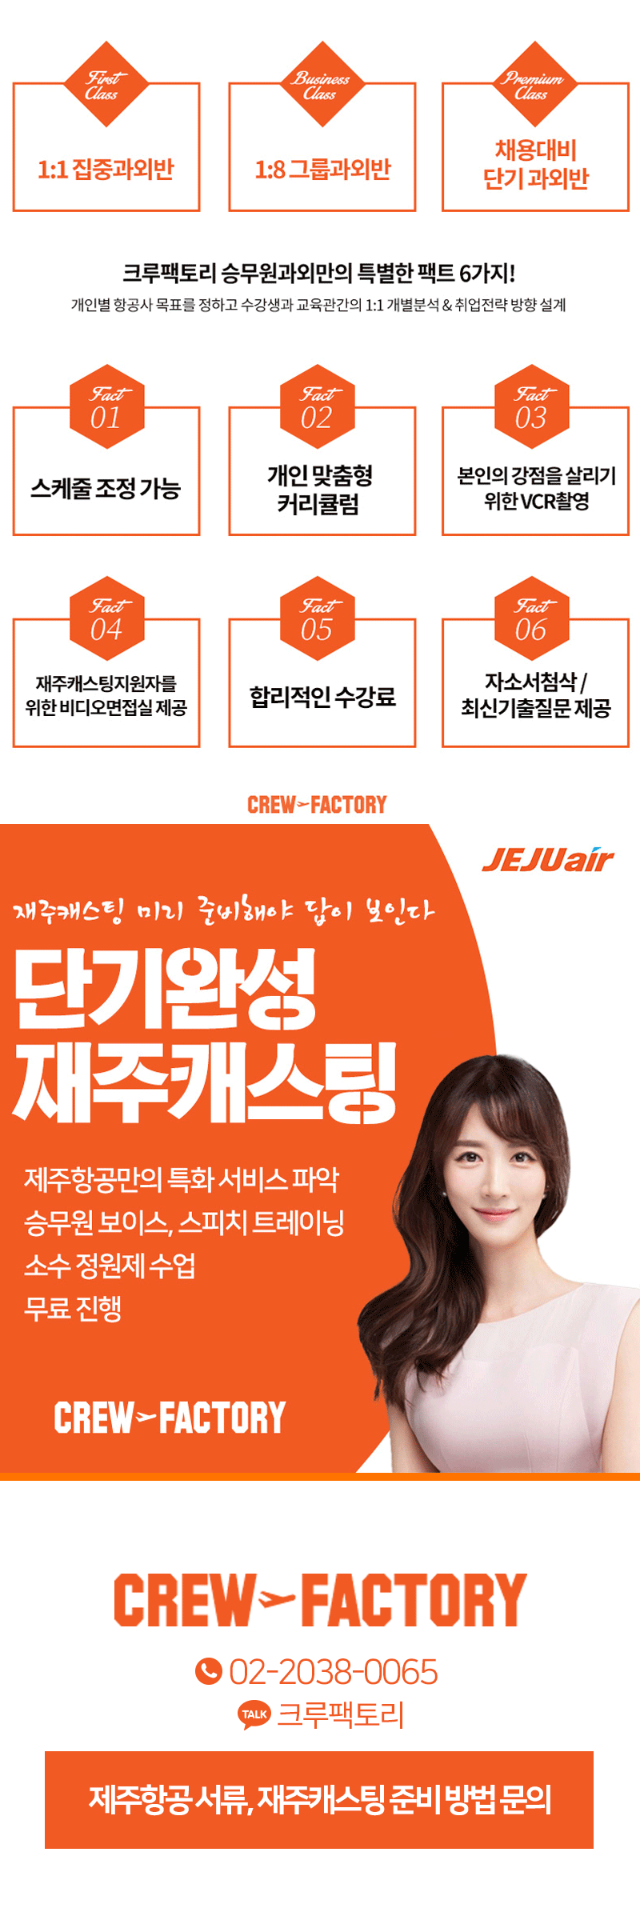 First
Class
1:1 집중과외반
Business
Class
1:8 그룹과외반
Premium
Class
채용대비
단기 과외반
크루팩토리 승무원과외만의 특별한 팩트 6가지!
개인별 항공사 목표를 정하고 수강생과 교육관간의 1:1 개별분석 & 취업전략 방향 설계
Fact
01
스케줄 조정 가능
Fact
02
개인 맞춤형
커리큘럼
Fact
03
본인의 강점을 살리기
위한 VCR촬영
Fact
04
재주캐스팅지원자를
위한 비디오면접실 제공
Fact
05
합리적인 수강료
Fact
06
자소서첨삭 /
최신기출질문 제공
CREW FACTORY
JEJUair
재주캐스팅 미리 준비해야 답이 보인다
단기완성
재주캐스팅
제주항공만의 특화 서비스 파악
승무원 보이스, 스피치 트레이닝
소수 정원제 수업
무료 진행
CREW FACTORY
CREW FACTORY
02-2038-0065
TALK 크루팩토리
제주항공 서류, 재주캐스팅 준비 방법 문의